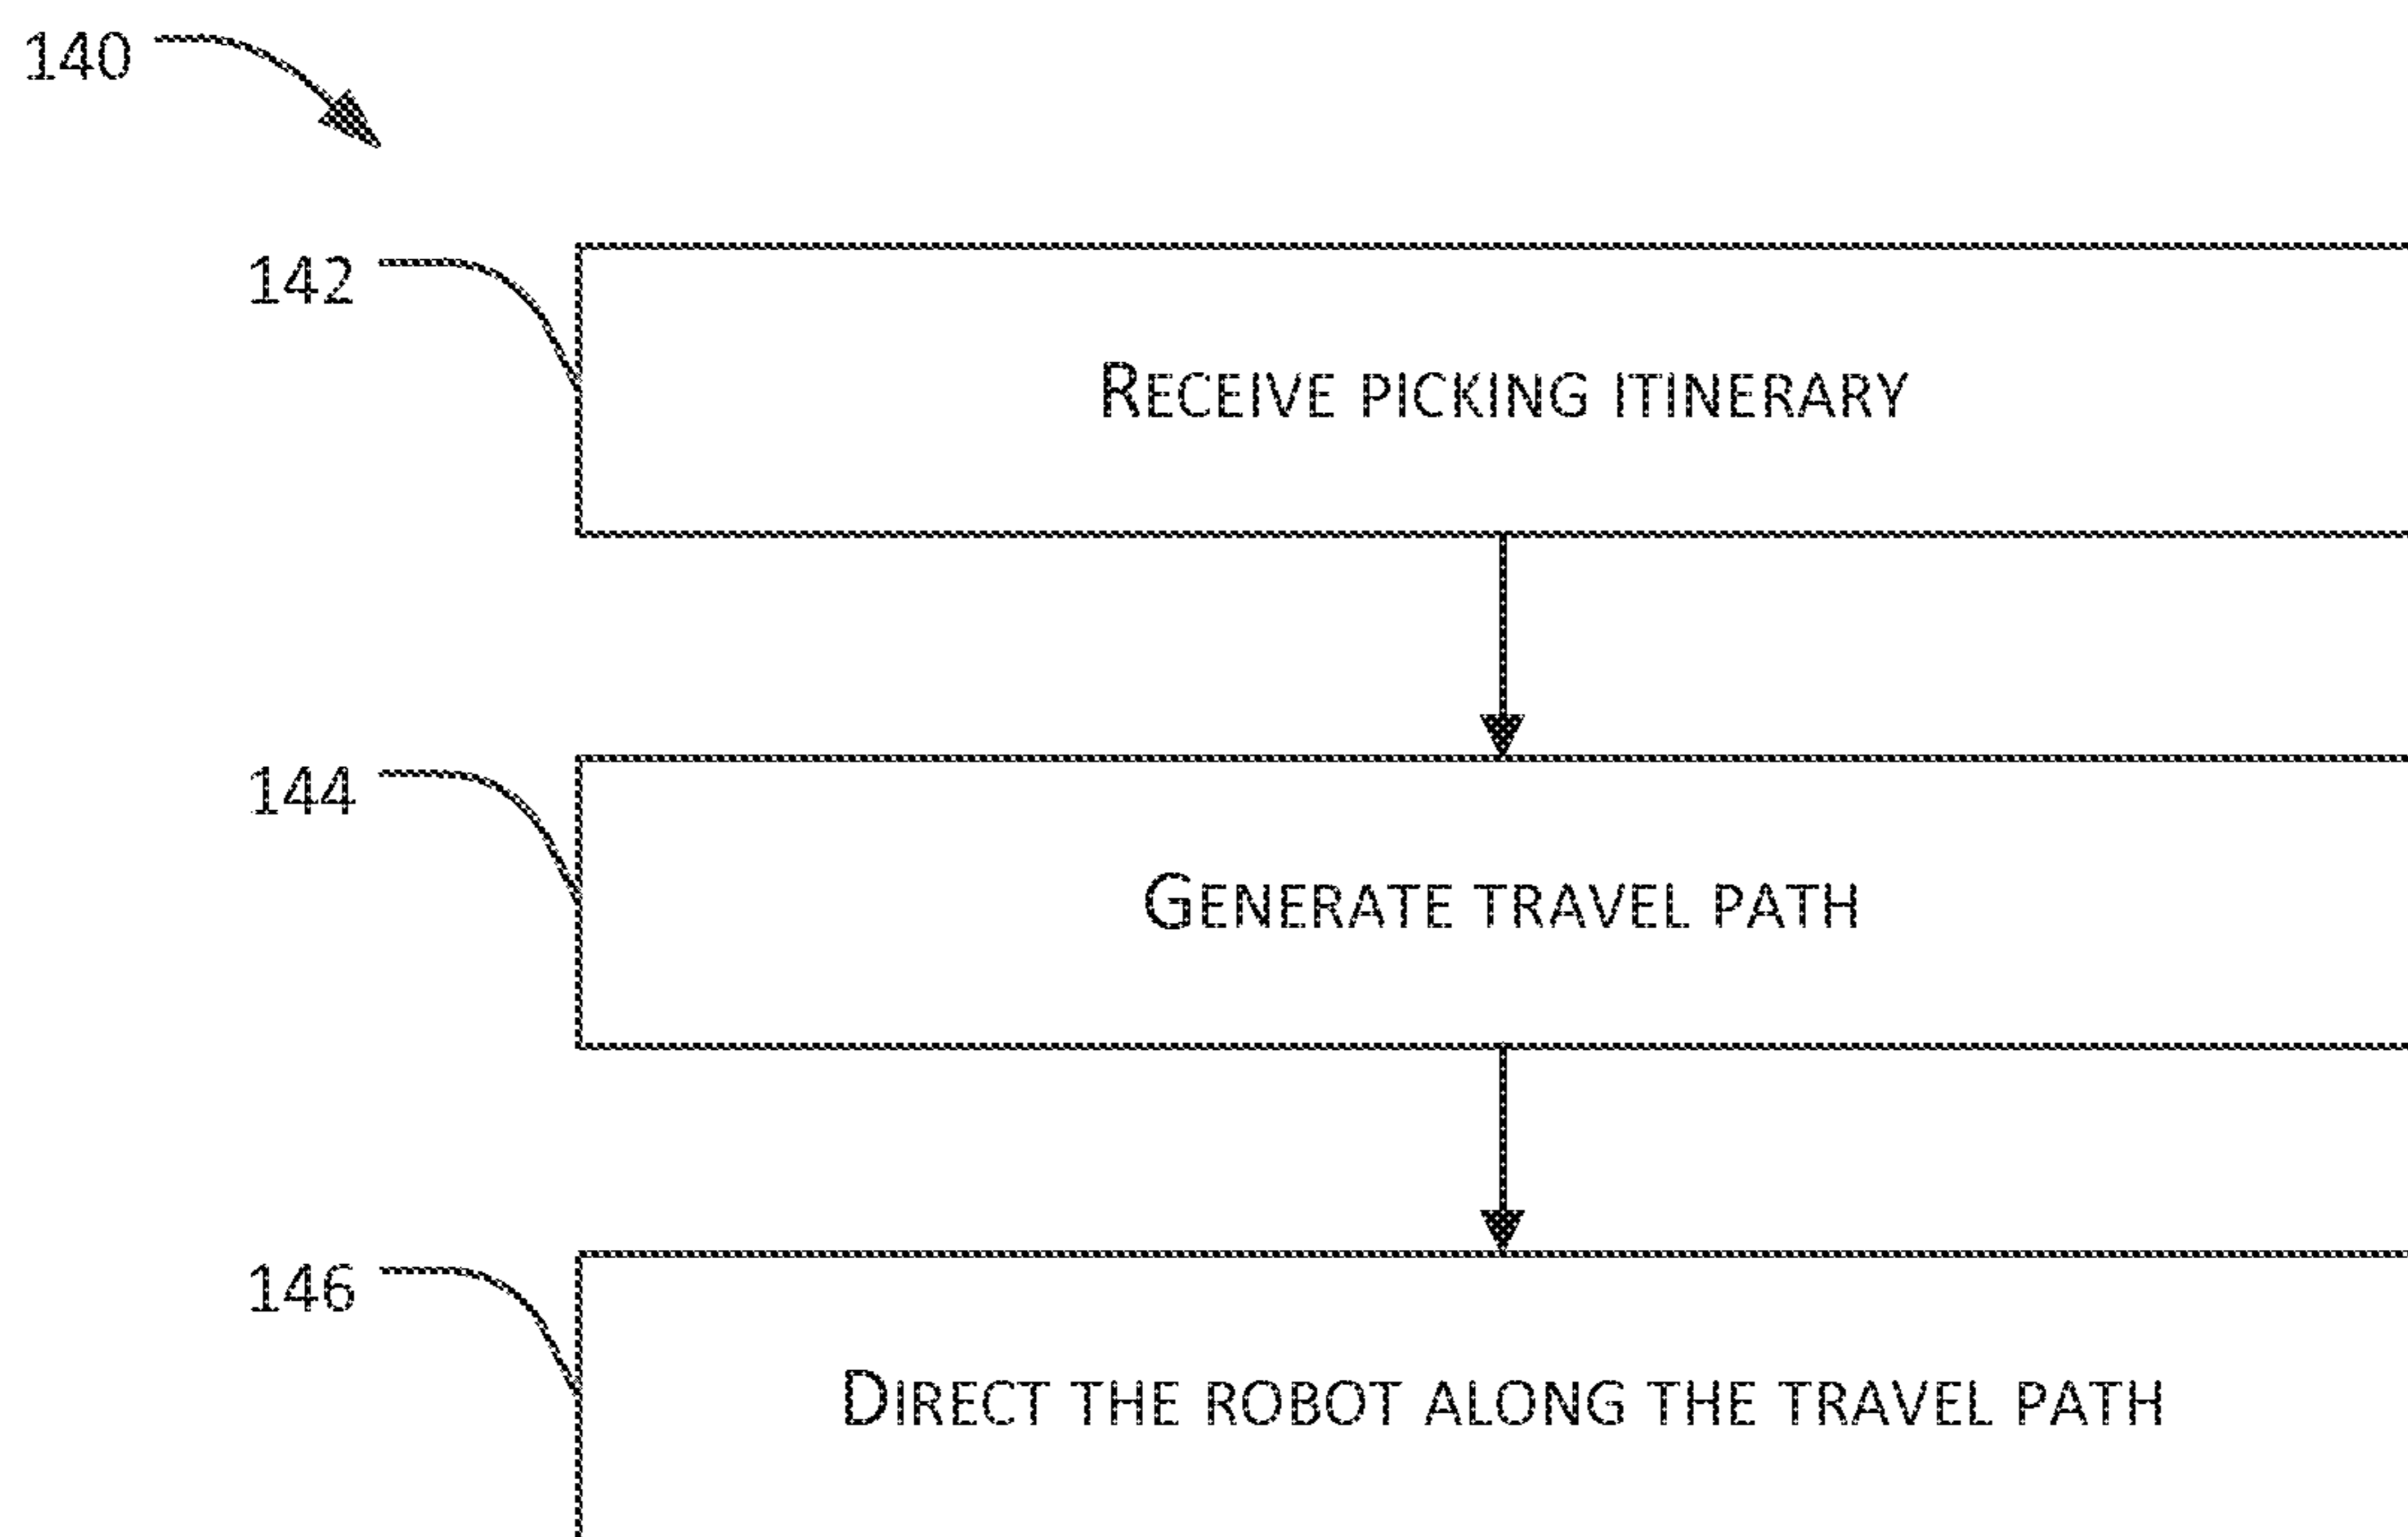 140
142
RECEIVE PICKING ITINERARY
144
GENERATE TRAVEL PATH
146
DIRECT THE ROBOT ALONG THE TRAVEL PATH